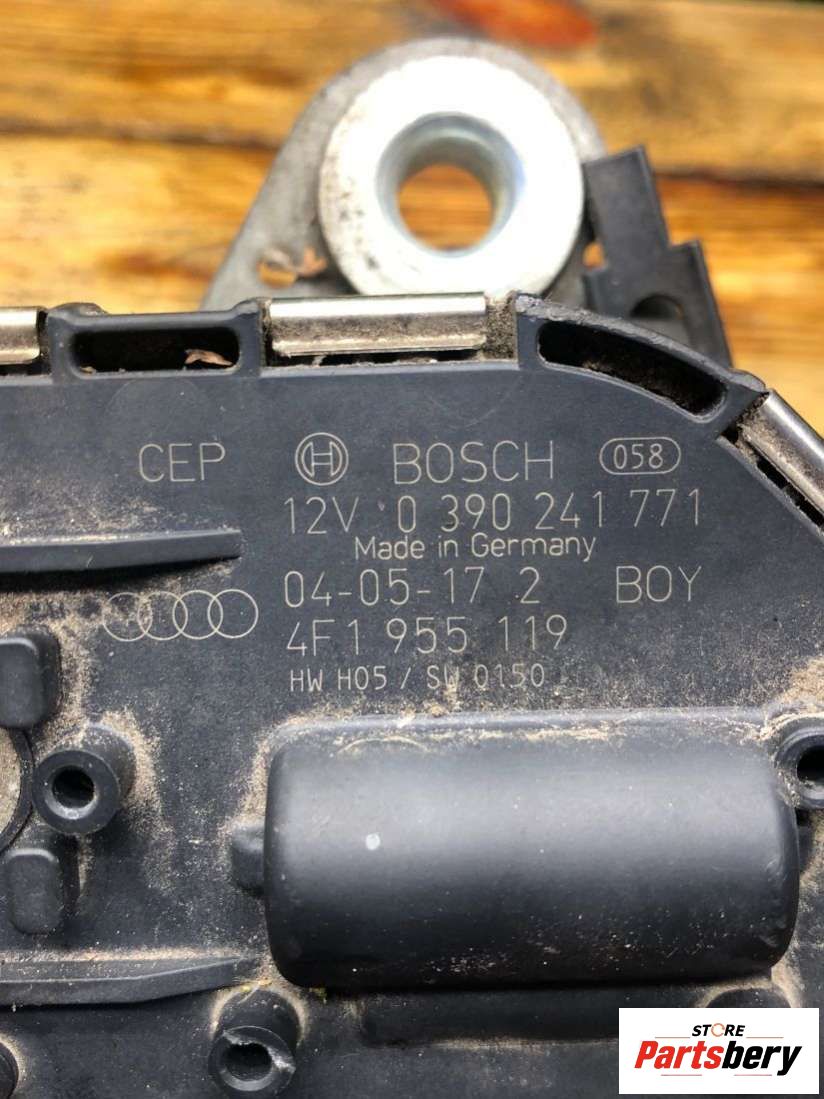 CEP BOSCH 058
12V 0 390 241 771
Made in Germany
04-05-17 2 BOY
4F1 955 119
HW H05 / SW 0150
STORE
Partsbery